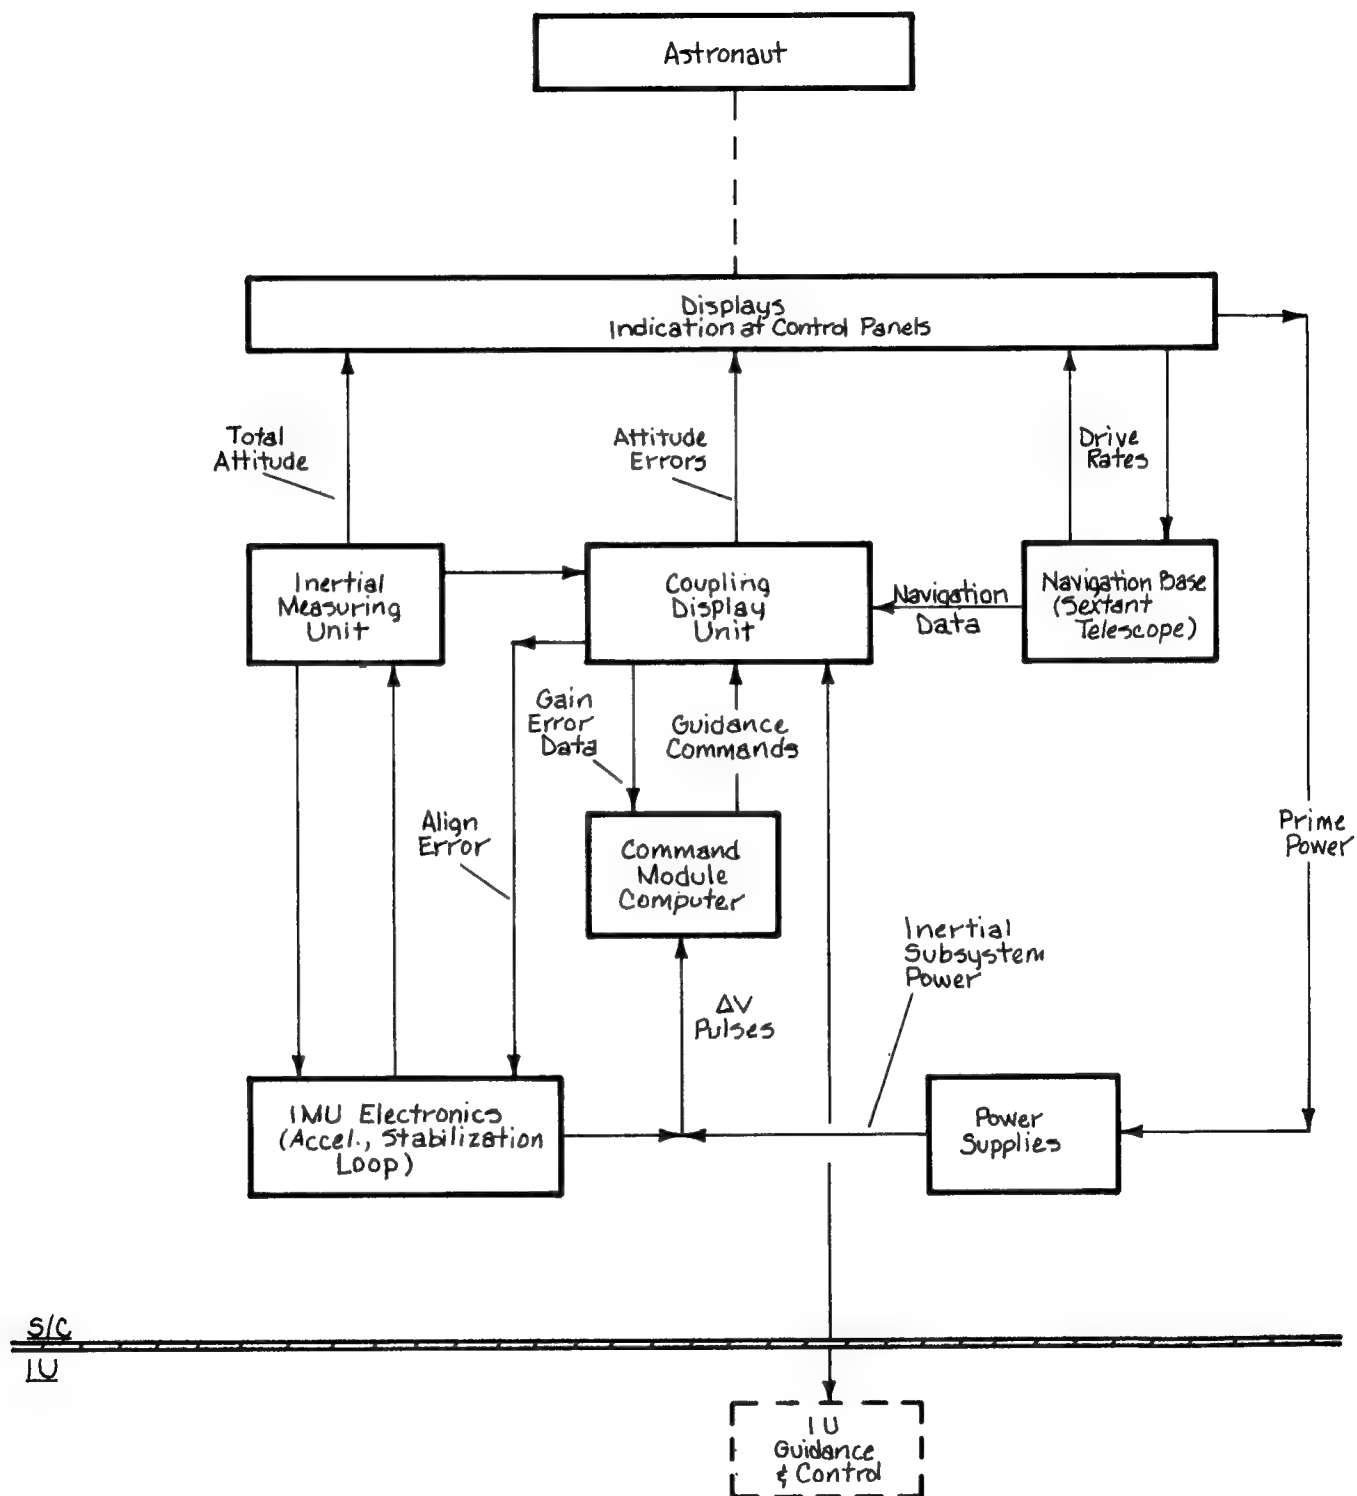 Astronaut
Displays
Indication at Control Panels
Total
Attitude
Attitude
Errors
Drive
Rates
Inertial
Measuring
Unit
Coupling
Display
Unit
Navigation
Data
Navigation Base
(Sextant
Telescope)
Gain
Error
Data
Guidance
Commands
Align
Error
Command
Module
Computer
Prime
Power
Inertial
Subsystem
Power
ΔV
Pulses
IMU Electronics
(Accel., Stabilization
Loop)
Power
Supplies
S/C
IU
IU
Guidance
& Control